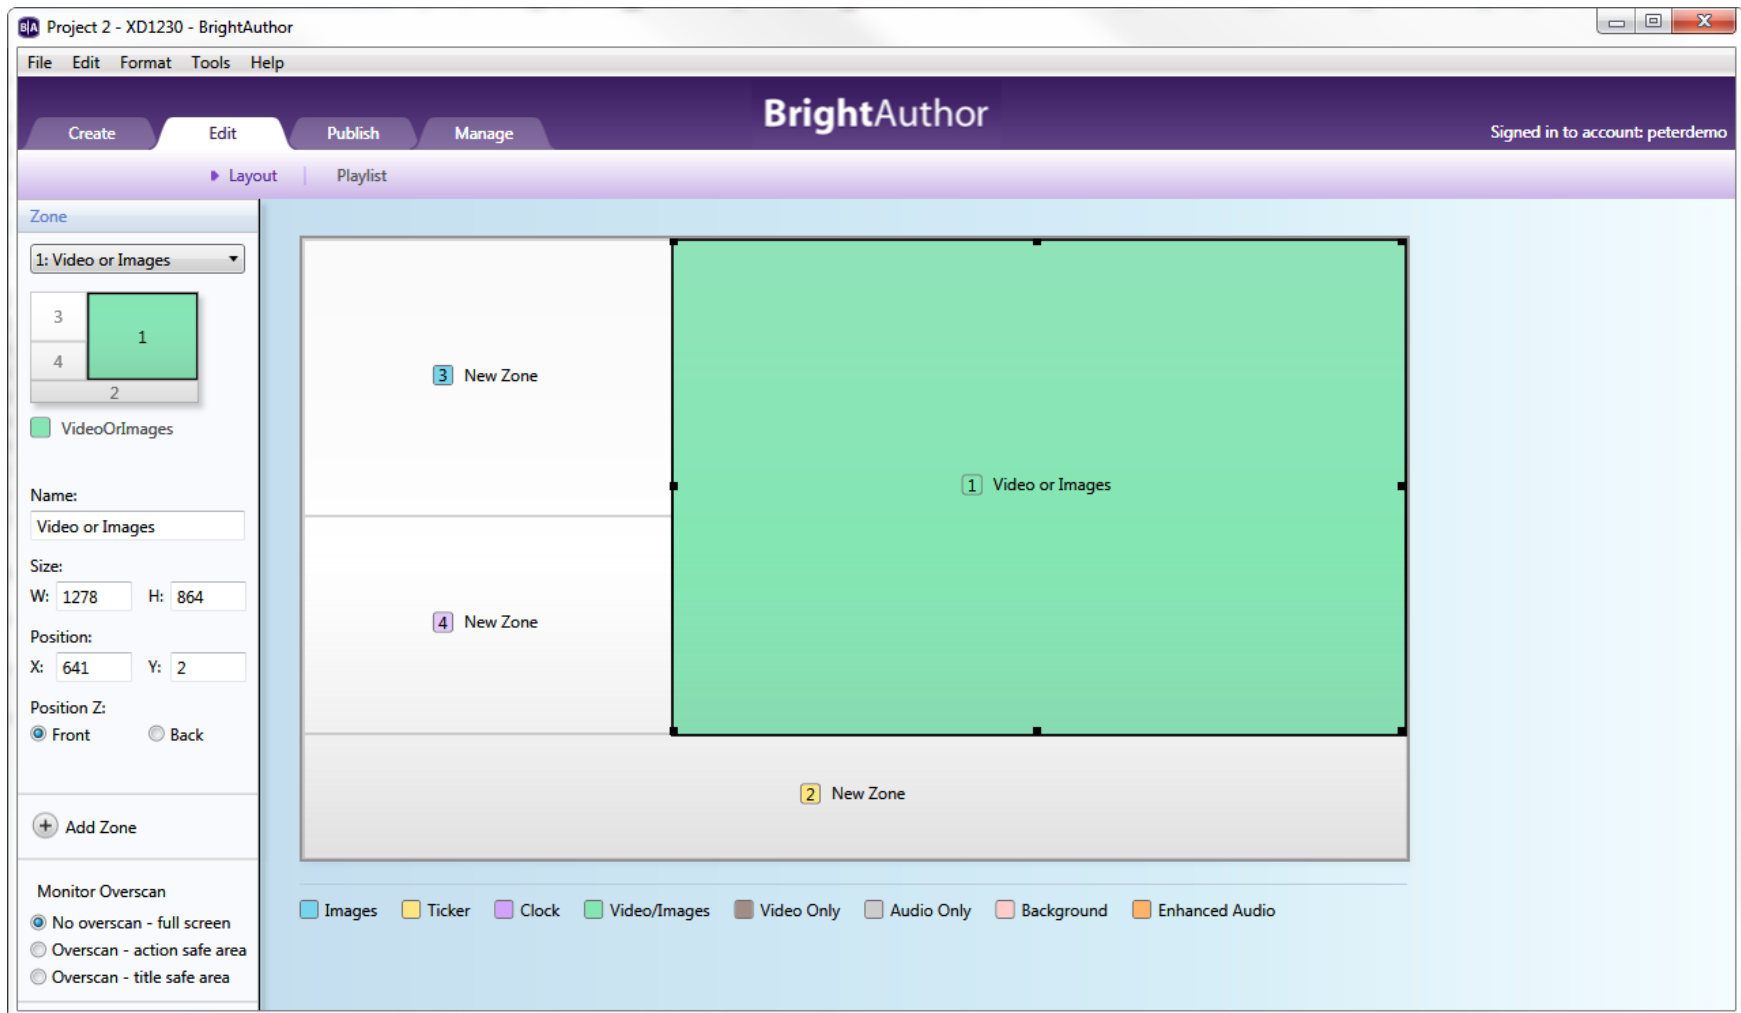 B|A Project 2 - XD1230 - BrightAuthor
File Edit Format Tools Help
BrightAuthor
Create Edit Publish Manage
Signed in to account: peterdemo
Layout Playlist
Zone
1: Video or Images
3
1
4
2
VideoOrImages
Name:
Video or Images
Size:
W: 1278 H: 864
Position:
X: 641 Y: 2
Position Z:
Front Back
Add Zone
Monitor Overscan
No overscan - full screen
Overscan - action safe area
Overscan - title safe area
3 New Zone
1 Video or Images
4 New Zone
2 New Zone
Images Ticker Clock Video/Images Video Only Audio Only Background Enhanced Audio